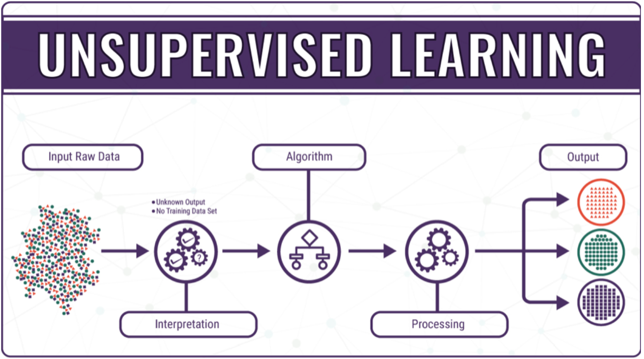 UNSUPERVISED LEARNING
Input Raw Data
Algorithm
Output
• Unknown Output
• No Training Data Set
?
Interpretation
Processing